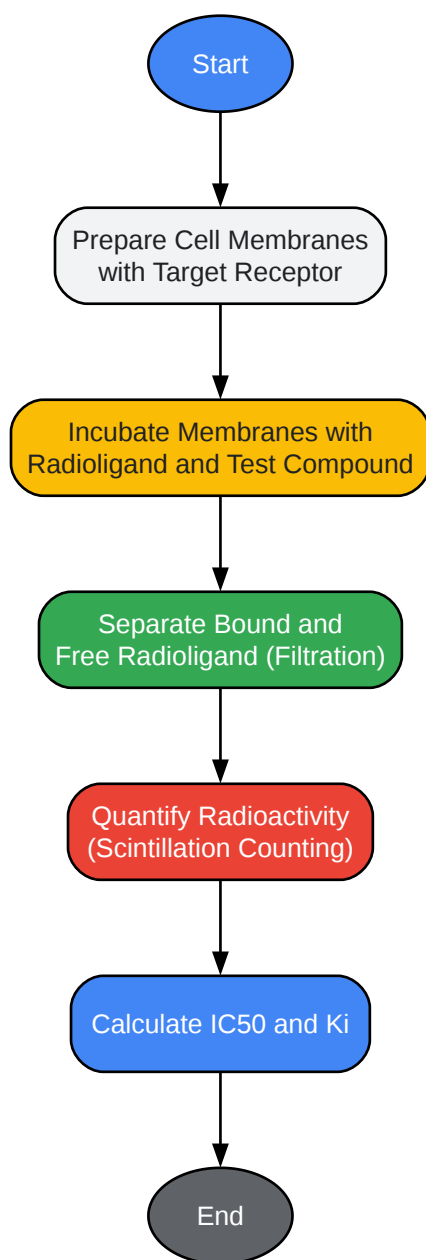 Start
Prepare Cell Membranes
with Target Receptor
Incubate Membranes with
Radioligand and Test Compound
Separate Bound and
Free Radioligand (Filtration)
Quantify Radioactivity
(Scintillation Counting)
Calculate IC50 and Ki
End